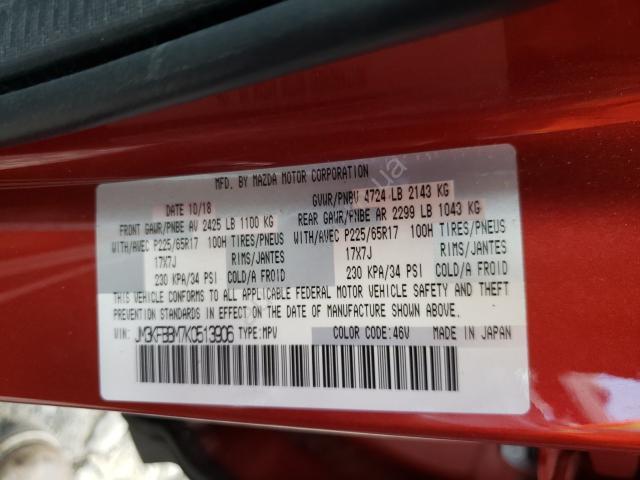 MFD. BY MAZDA MOTOR CORPORATION
DATE 10/18 GVWR/PNBV 4724 LB 2143 KG
FRONT GAWR/PNBE AV 2425 LB 1100 KG REAR GAWR/PNBE AR 2299 LB 1043 KG
WITH/AVEC P225/65R17 100H TIRES/PNEUS WITH/AVEC P225/65R17 100H TIRES/PNEUS
17X7J RIMS/JANTES 17X7J RIMS/JANTES
230 KPA/34 PSI COLD/A FROID 230 KPA/34 PSI COLD/A FROID
THIS VEHICLE CONFORMS TO ALL APPLICABLE FEDERAL MOTOR VEHICLE SAFETY AND THEFT
PREVENTION STANDARDS IN EFFECT ON THE DATE OF MANUFACTURE SHOWN ABOVE.
VIN: JM3KFBBM7K0513906 TYPE: MPV COLOR CODE: 46V MADE IN JAPAN